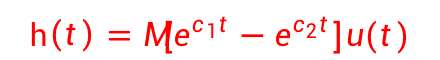 h(t) = M[e^{c_1 t} − e^{c_2 t}]u(t)